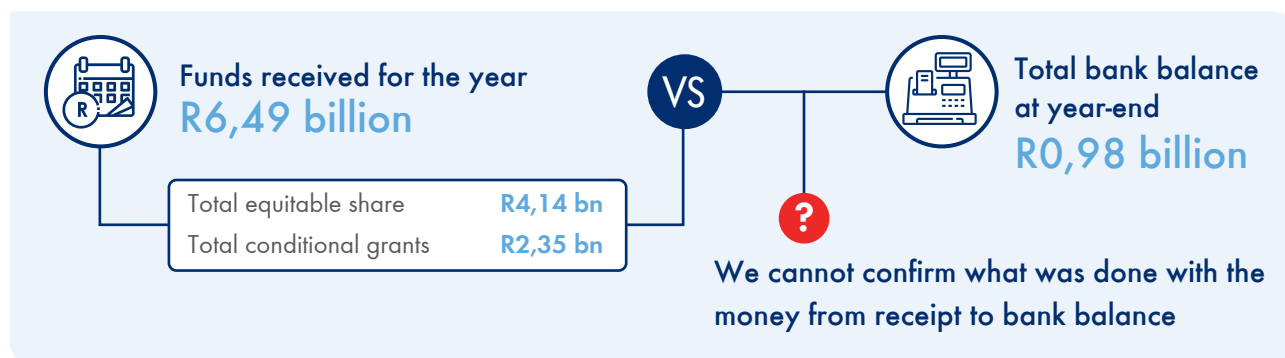 Funds received for the year
R6,49 billion
R
Total equitable share R4,14 bn
Total conditional grants R2,35 bn
VS
?
We cannot confirm what was done with the
money from receipt to bank balance
Total bank balance
at year-end
R0,98 billion